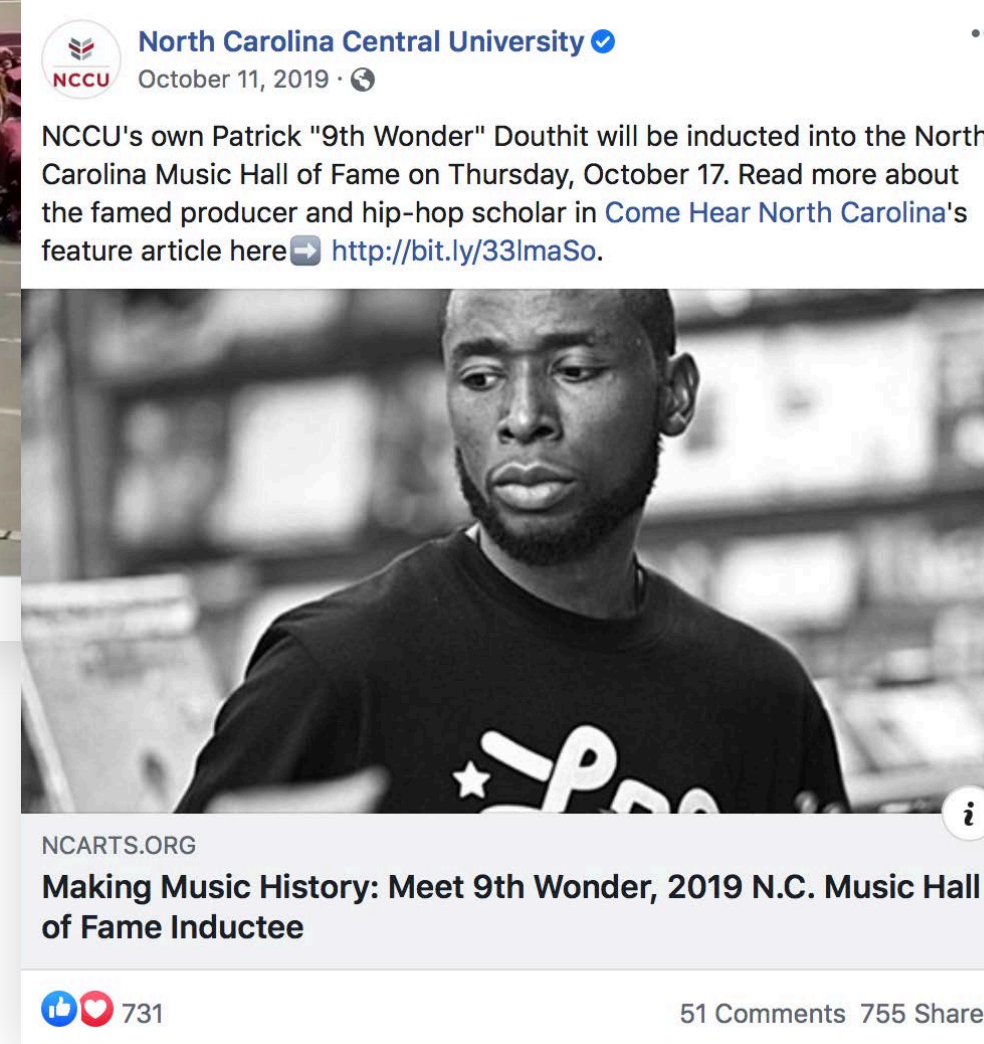 North Carolina Central University
NCCU
October 11, 2019 ·
NCCU's own Patrick "9th Wonder" Douthit will be inducted into the North
Carolina Music Hall of Fame on Thursday, October 17. Read more about
the famed producer and hip-hop scholar in Come Hear North Carolina's
feature article here➡️ http://bit.ly/33lmaSo.
NCARTS.ORG
i
Making Music History: Meet 9th Wonder, 2019 N.C. Music Hall
of Fame Inductee
731
51 Comments 755 Share